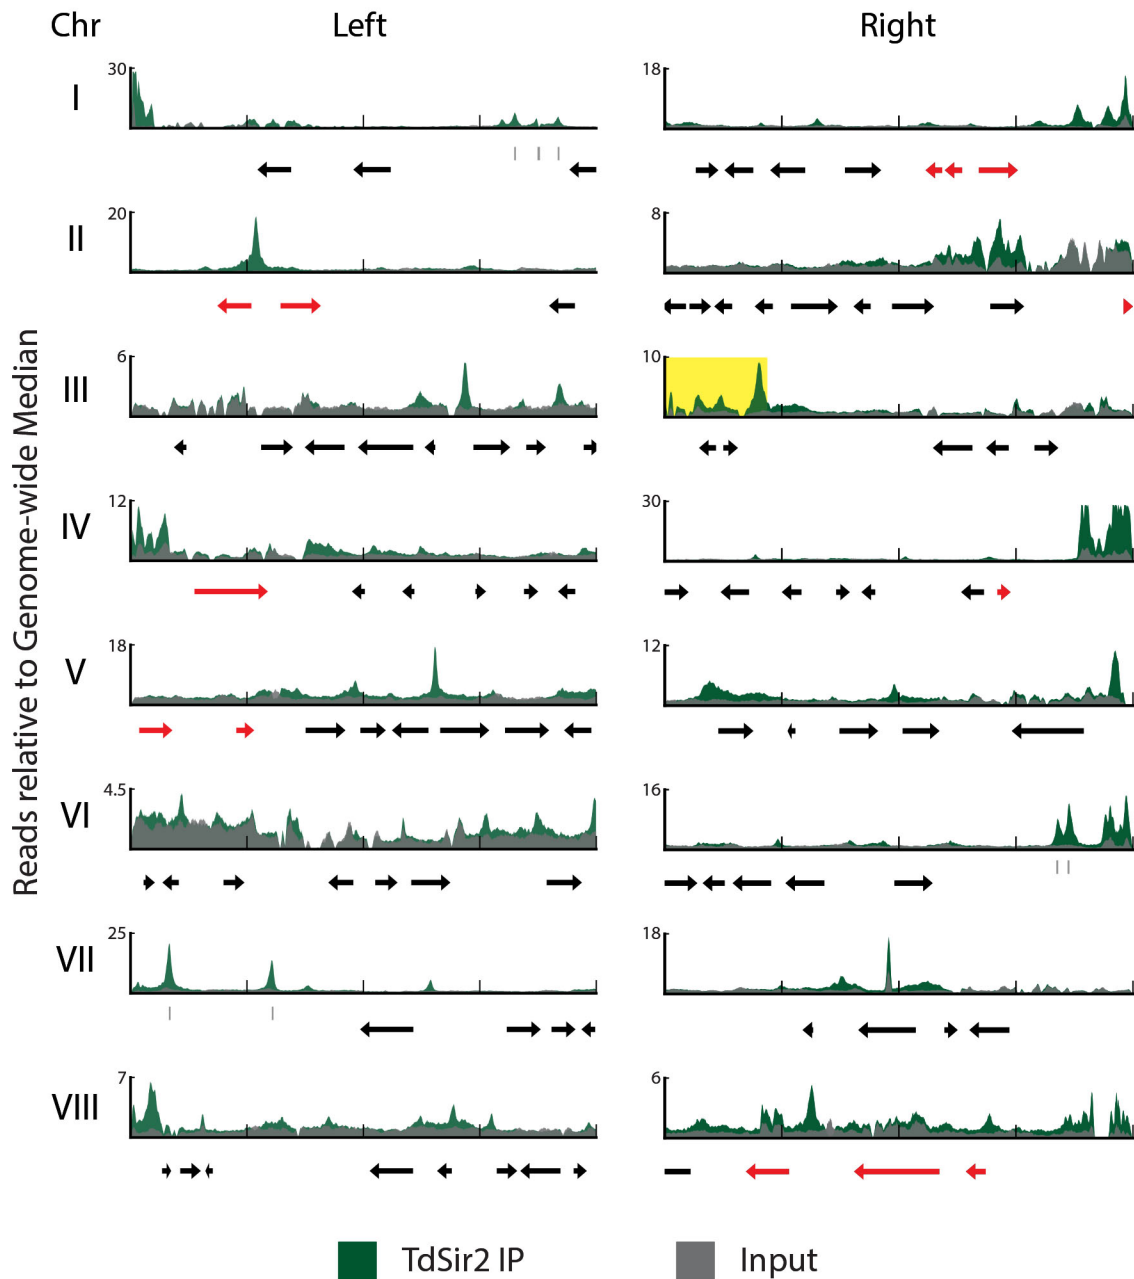 Chr Left Right
I 30 18
II 20 8
III 6 10
IV 12 30
V 18 12
VI 4.5 16
VII 25 18
VIII 7 6
Reads relative to Genome-wide Median
TdSir2 IP Input